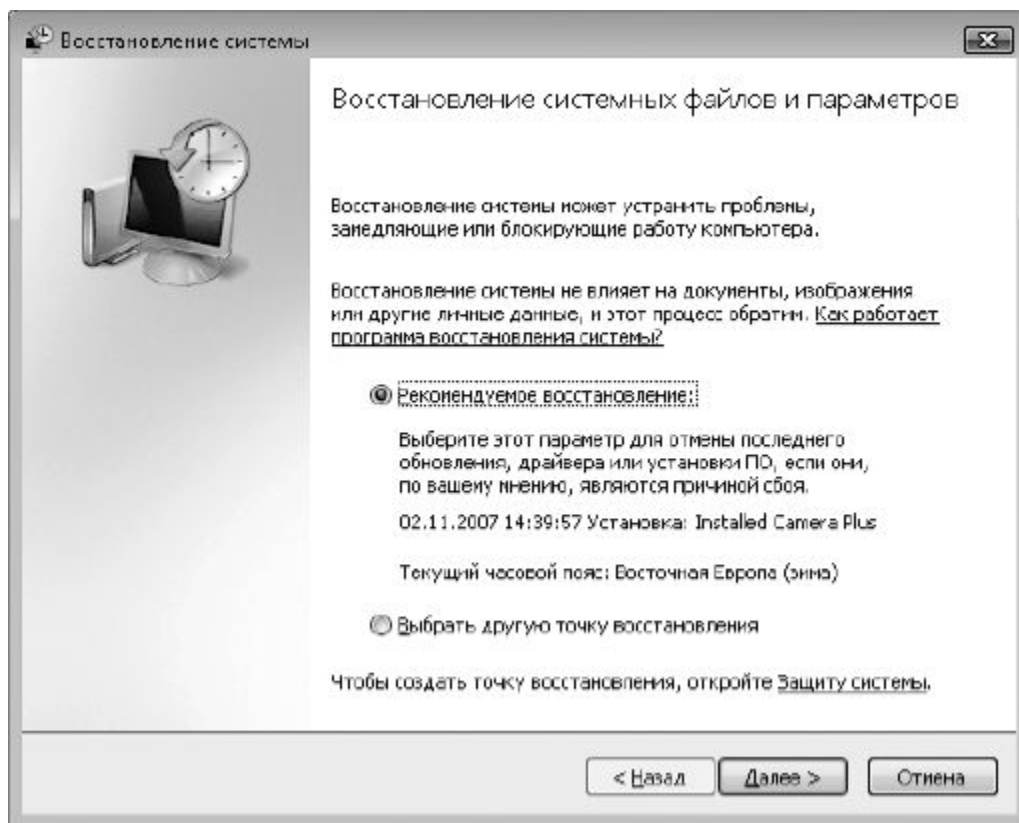 Восстановление системы
Восстановление системных файлов и параметров
Восстановление системы может устранить проблемы,
замедляющие или блокирующие работу компьютера.
Восстановление системы не влияет на документы, изображения
или другие личные данные, и этот процесс обратим. Как работает
программа восстановления системы?
Рекомендуемое восстановление:
Выберите этот параметр для отмены последнего
обновления, драйвера или установки ПО, если они,
по вашему мнению, являются причиной сбоя.
02.11.2007 14:39:57 Установка: Installed Camera Plus
Текущий часовой пояс: Восточная Европа (зима)
Выбрать другую точку восстановления
Чтобы создать точку восстановления, откройте Защиту системы.
< Назад Далее > Отмена